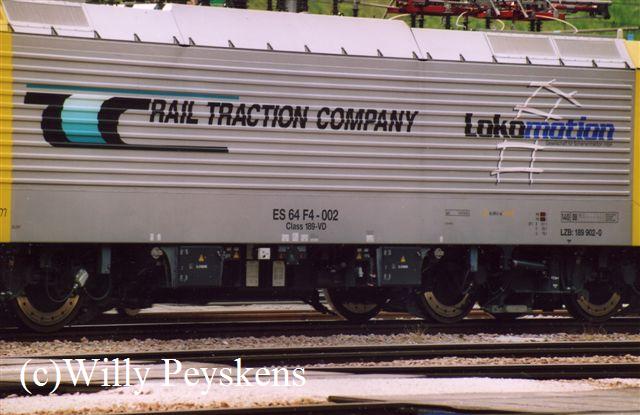 RAIL TRACTION COMPANY
Lokomotion
ES 64 F4 - 002
Class 189-VD
LZB: 189 902-0
(c)Willy Peyskens